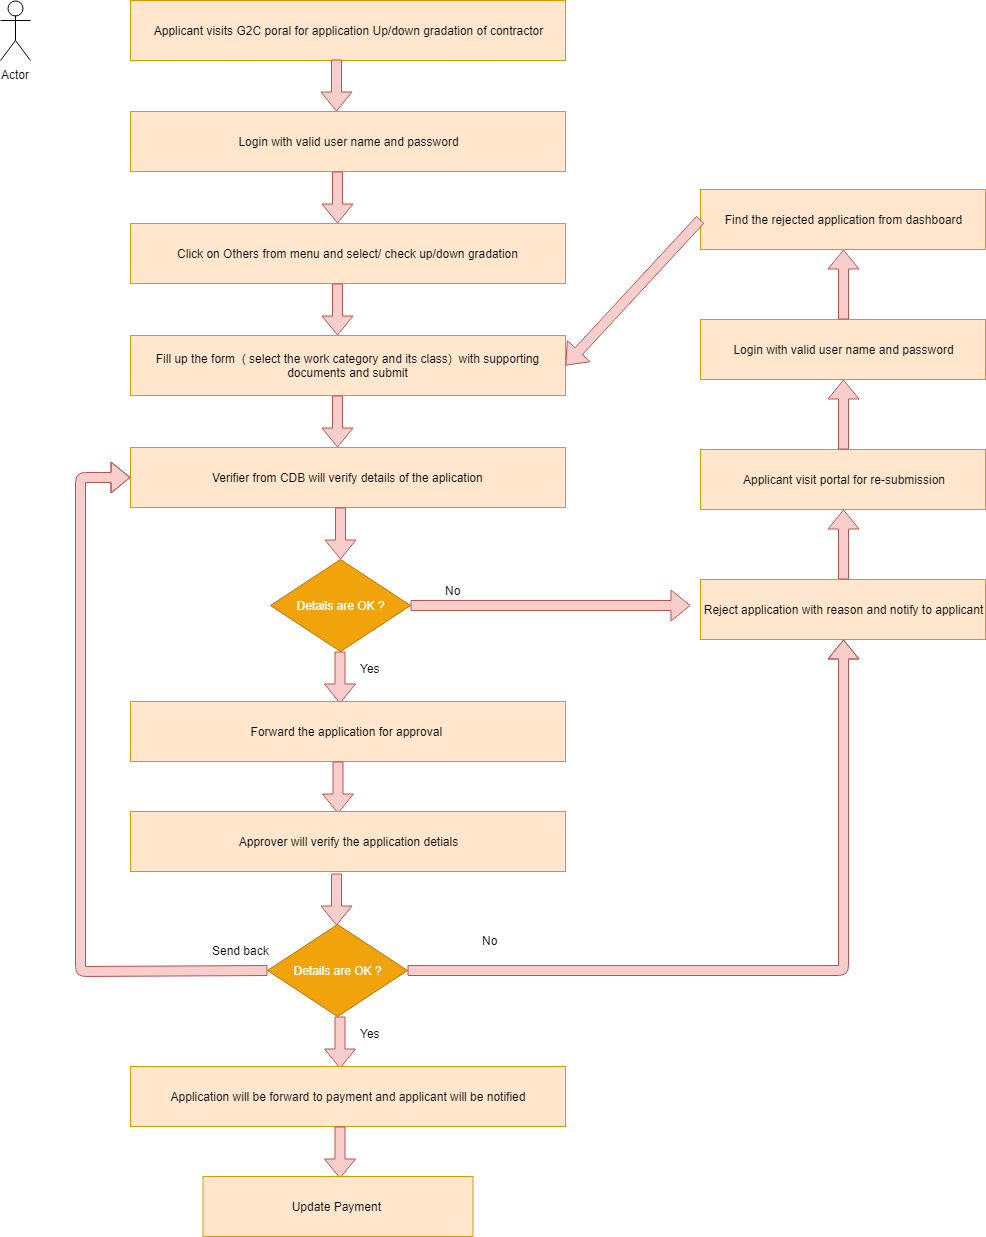 Actor
Applicant visits G2C poral for application Up/down gradation of contractor
Login with valid user name and password
Click on Others from menu and select/ check up/down gradation
Fill up the form  ( select the work category and its class)  with supporting
documents and submit
Verifier from CDB will verify details of the aplication
Details are OK ?
No
Yes
Reject application with reason and notify to applicant
Applicant visit portal for re-submission
Login with valid user name and password
Find the rejected application from dashboard
Forward the application for approval
Approver will verify the application detials
Details are OK ?
Send back
No
Yes
Application will be forward to payment and applicant will be notified
Update Payment